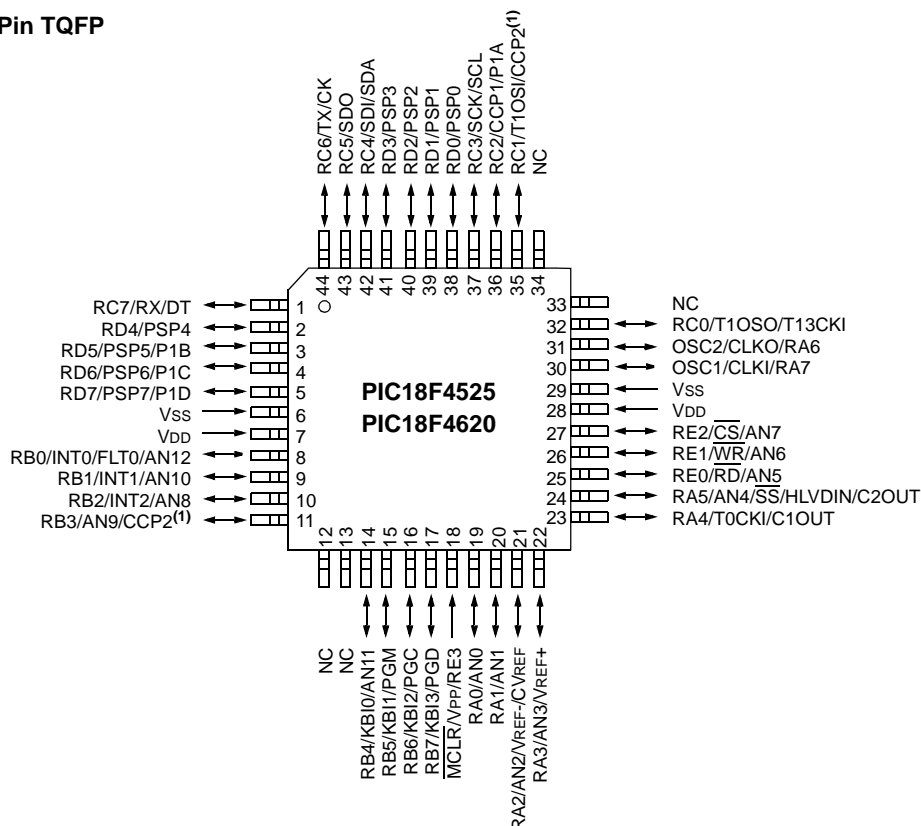 Pin TQFP
RC6/TX/CK
RC5/SDO
RC4/SDI/SDA
RD3/PSP3
RD2/PSP2
RD1/PSP1
RD0/PSP0
RC3/SCK/SCL
RC2/CCP1/P1A
RC1/T1OSI/CCP2(1)
NC
44
43
42
41
40
39
38
37
36
35
34
RC7/RX/DT 1
RD4/PSP4 2
RD5/PSP5/P1B 3
RD6/PSP6/P1C 4
RD7/PSP7/P1D 5
VSS 6
VDD 7
RB0/INT0/FLT0/AN12 8
RB1/INT1/AN10 9
RB2/INT2/AN8 10
RB3/AN9/CCP2(1) 11
PIC18F4525
PIC18F4620
33 NC
32 RC0/T1OSO/T13CKI
31 OSC2/CLKO/RA6
30 OSC1/CLKI/RA7
29 VSS
28 VDD
27 RE2/C̅S̅/AN7
26 RE1/W̅R̅/AN6
25 RE0/R̅D̅/AN5
24 RA5/AN4/S̅S̅/HLVDIN/C2OUT
23 RA4/T0CKI/C1OUT
12
13
14
15
16
17
18
19
20
21
22
NC
NC
RB4/KBI0/AN11
RB5/KBI1/PGM
RB6/KBI2/PGC
RB7/KBI3/PGD
M̅C̅L̅R̅/VPP/RE3
RA0/AN0
RA1/AN1
RA2/AN2/VREF-/CVREF
RA3/AN3/VREF+